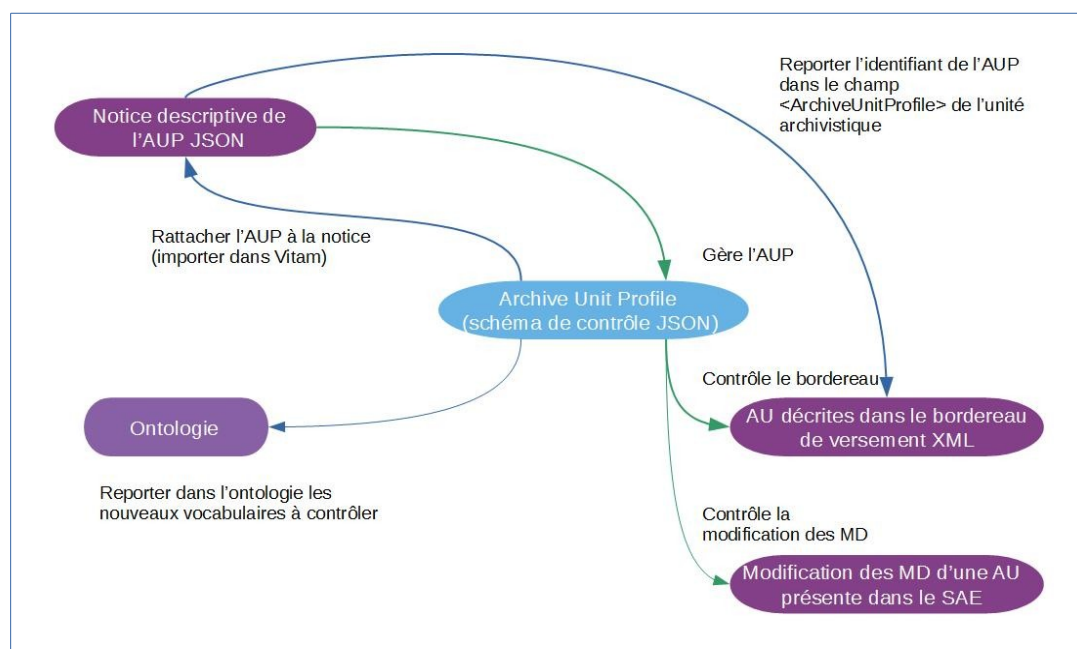 Reporter l’identifiant de l’AUP
dans le champ
<ArchiveUnitProfile> de l’unité
archivistique
Notice descriptive de
l’AUP JSON
Rattacher l’AUP à la notice
(importer dans Vitam)
Gère l’AUP
Archive Unit Profile
(schéma de contrôle JSON)
Contrôle le bordereau
AU décrites dans le bordereau
de versement XML
Ontologie
Reporter dans l’ontologie les
nouveaux vocabulaires à contrôler
Contrôle la
modification des MD
Modification des MD d’une AU
présente dans le SAE